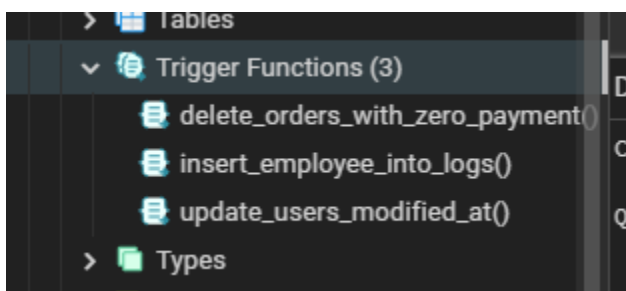 Tables
Trigger Functions (3)
delete_orders_with_zero_payment()
insert_employee_into_logs()
update_users_modified_at()
Types